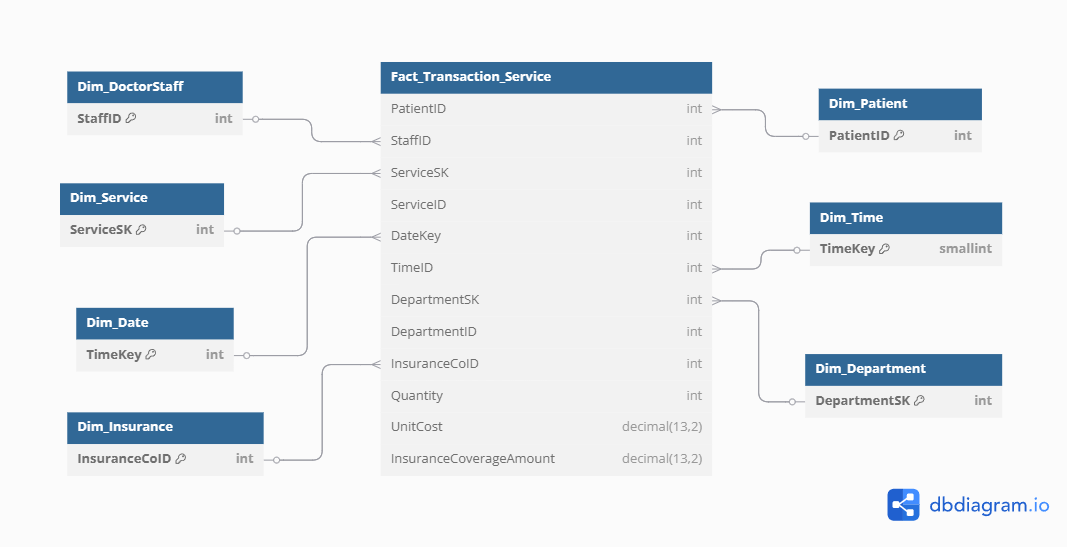 Dim_DoctorStaff
StaffID int
Dim_Service
ServiceSK int
Dim_Date
TimeKey int
Dim_Insurance
InsuranceCoID int
Fact_Transaction_Service
PatientID int
StaffID int
ServiceSK int
ServiceID int
DateKey int
TimeID int
DepartmentSK int
DepartmentID int
InsuranceCoID int
Quantity int
UnitCost decimal(13,2)
InsuranceCoverageAmount decimal(13,2)
Dim_Patient
PatientID int
Dim_Time
TimeKey smallint
Dim_Department
DepartmentSK int
dbdiagram.io